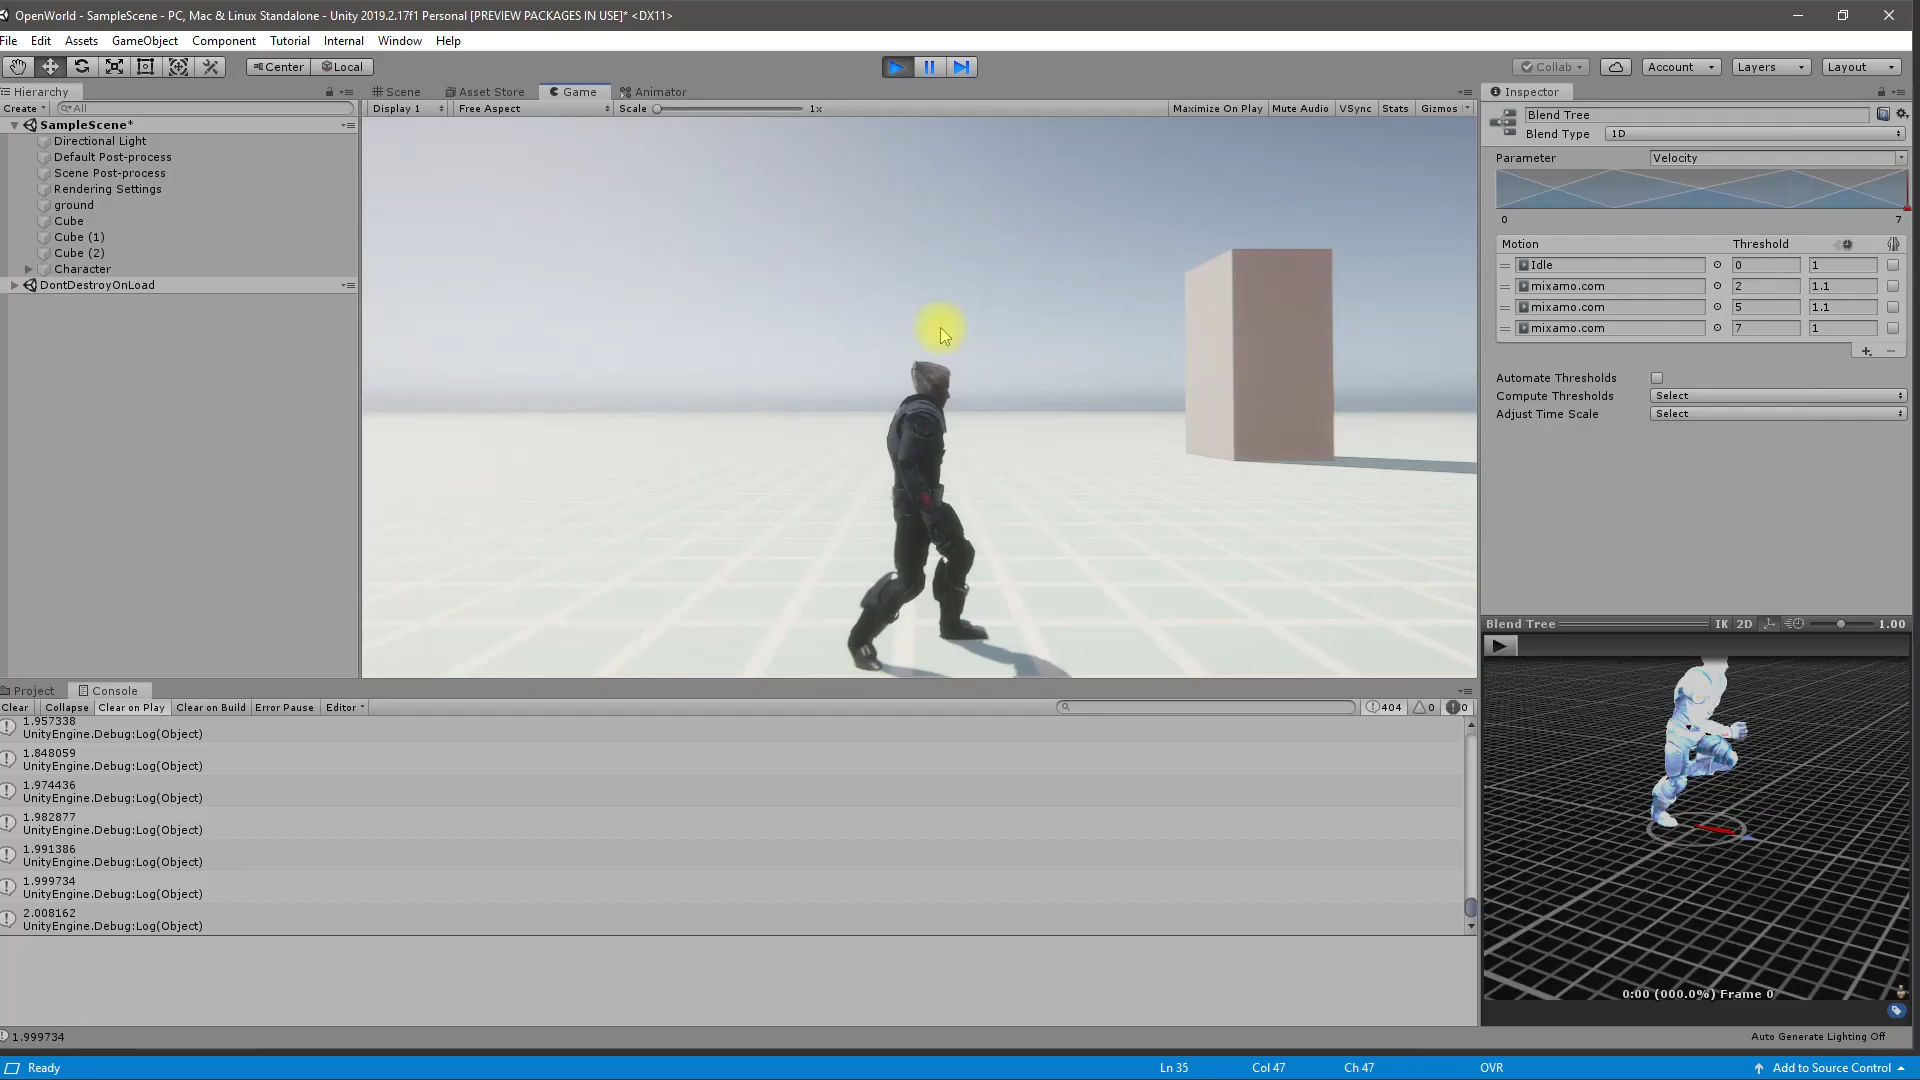 OpenWorld - SampleScene - PC, Mac & Linux Standalone - Unity 2019.2.17f1 Personal [PREVIEW PACKAGES IN USE]* <DX11>
File Edit Assets GameObject Component Tutorial Internal Window Help
Center Local Collab Account Layers Layout
Hierarchy
Create All
SampleScene*
Directional Light
Default Post-process
Scene Post-process
Rendering Settings
ground
Cube
Cube (1)
Cube (2)
Character
DontDestroyOnLoad
Scene Asset Store Game Animator
Display 1 Free Aspect Scale 1x Maximize On Play Mute Audio VSync Stats Gizmos
Inspector
Blend Tree
Blend Type 1D
Parameter Velocity
0 7
Motion Threshold
Idle 0 1
mixamo.com 2 1.1
mixamo.com 5 1.1
mixamo.com 7 1
Automate Thresholds
Compute Thresholds Select
Adjust Time Scale Select
Blend Tree IK 2D 1.00
0:00 (000.0%) Frame 0
Project Console
Clear Collapse Clear on Play Clear on Build Error Pause Editor 404 0 0
1.957338
UnityEngine.Debug:Log(Object)
1.848059
UnityEngine.Debug:Log(Object)
1.974436
UnityEngine.Debug:Log(Object)
1.982877
UnityEngine.Debug:Log(Object)
1.991386
UnityEngine.Debug:Log(Object)
1.999734
UnityEngine.Debug:Log(Object)
2.008162
UnityEngine.Debug:Log(Object)
1.999734
Auto Generate Lighting Off
Ready Ln 35 Col 47 Ch 47 OVR Add to Source Control